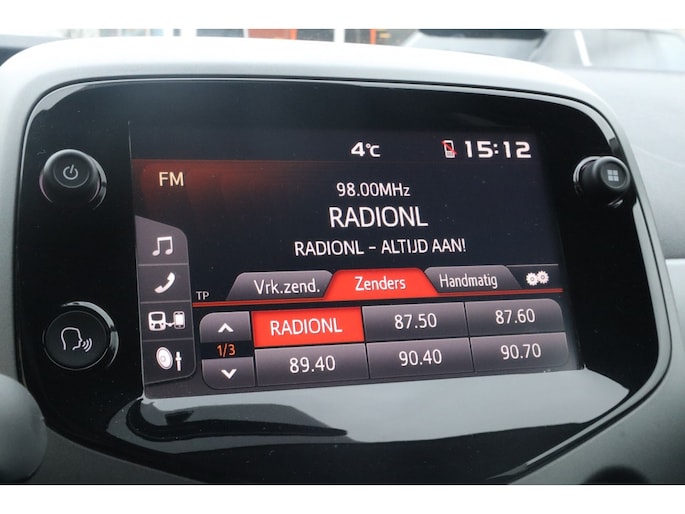 4°C 15:12
FM
98.00MHz
RADIONL
RADIONL - ALTIJD AAN!
TP Vrk.zend. Zenders Handmatig
RADIONL 87.50 87.60
1/3
89.40 90.40 90.70